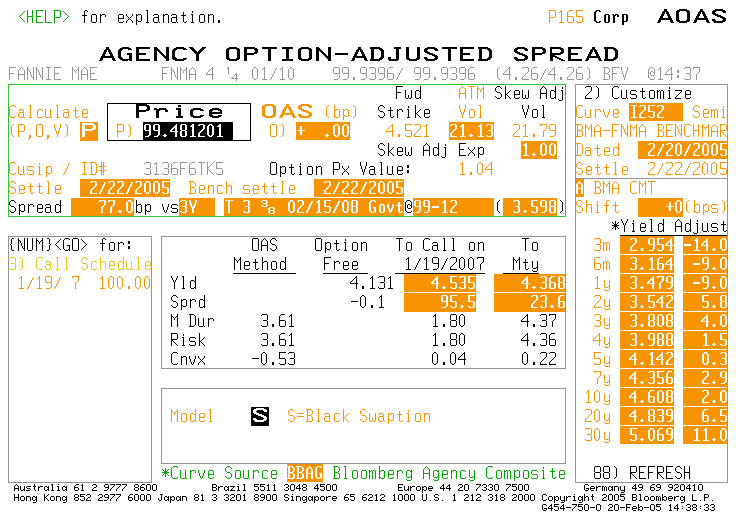 <HELP> for explanation. P165 Corp AOAS
AGENCY OPTION-ADJUSTED SPREAD
FANNIE MAE FNMA 4 ¼ 01/10 99.9396/ 99.9396 (4.26/4.26) BFV @14:37
Fwd ATM Skew Adj 2) Customize
Calculate Price OAS (bp) Strike Vol Vol Curve I252 Semi
(P,O,V) P P) 99.481201 O) + .00 4.521 21.13 21.79 BMA-FNMA BENCHMAR
Skew Adj Exp 1.00 Dated 2/20/2005
Cusip / ID# 3136F6TK5 Option Px Value: 1.04 Settle 2/22/2005
Settle 2/22/2005 Bench settle 2/22/2005 A BMA CMT
Spread 77.0bp vs3Y T 3 ⅜ 02/15/08 Govt@99-12 ( 3.598) Shift +0(bps)
*Yield Adjust
{NUM}<GO> for: OAS Option To Call on To 3m 2.954 -14.0
3) Call Schedule Method Free 1/19/2007 Mty 6m 3.164 -9.0
1/19/ 7 100.00 Yld 4.131 4.535 4.368 1y 3.479 -9.0
Sprd -0.1 95.5 23.6 2y 3.542 5.8
M Dur 3.61 1.80 4.37 3y 3.808 4.0
Risk 3.61 1.80 4.36 4y 3.988 1.5
Cnvx -0.53 0.04 0.22 5y 4.142 0.3
7y 4.356 2.9
10y 4.608 2.0
Model S S=Black Swaption 20y 4.839 6.5
30y 5.069 11.0
*Curve Source BBAG Bloomberg Agency Composite 88) REFRESH
Australia 61 2 9777 8600 Brazil 5511 3048 4500 Europe 44 20 7330 7500 Germany 49 69 920410
Hong Kong 852 2977 6000 Japan 81 3 3201 8900 Singapore 65 6212 1000 U.S. 1 212 318 2000 Copyright 2005 Bloomberg L.P.
G454-750-0 20-Feb-05 14:38:33